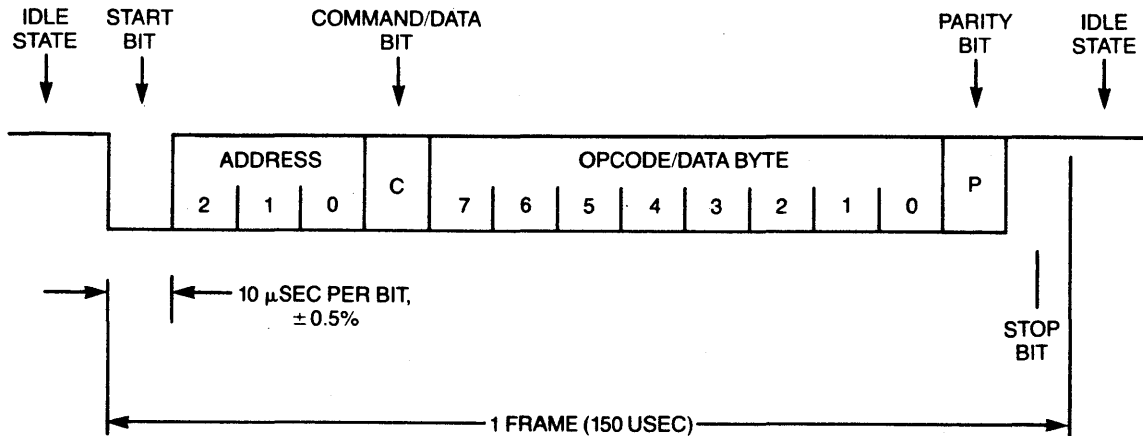 IDLE STATE
START BIT
COMMAND/DATA BIT
PARITY BIT
IDLE STATE
ADDRESS
C
OPCODE/DATA BYTE
P
2 1 0
7 6 5 4 3 2 1 0
10 μSEC PER BIT,
± 0.5%
STOP BIT
1 FRAME (150 USEC)